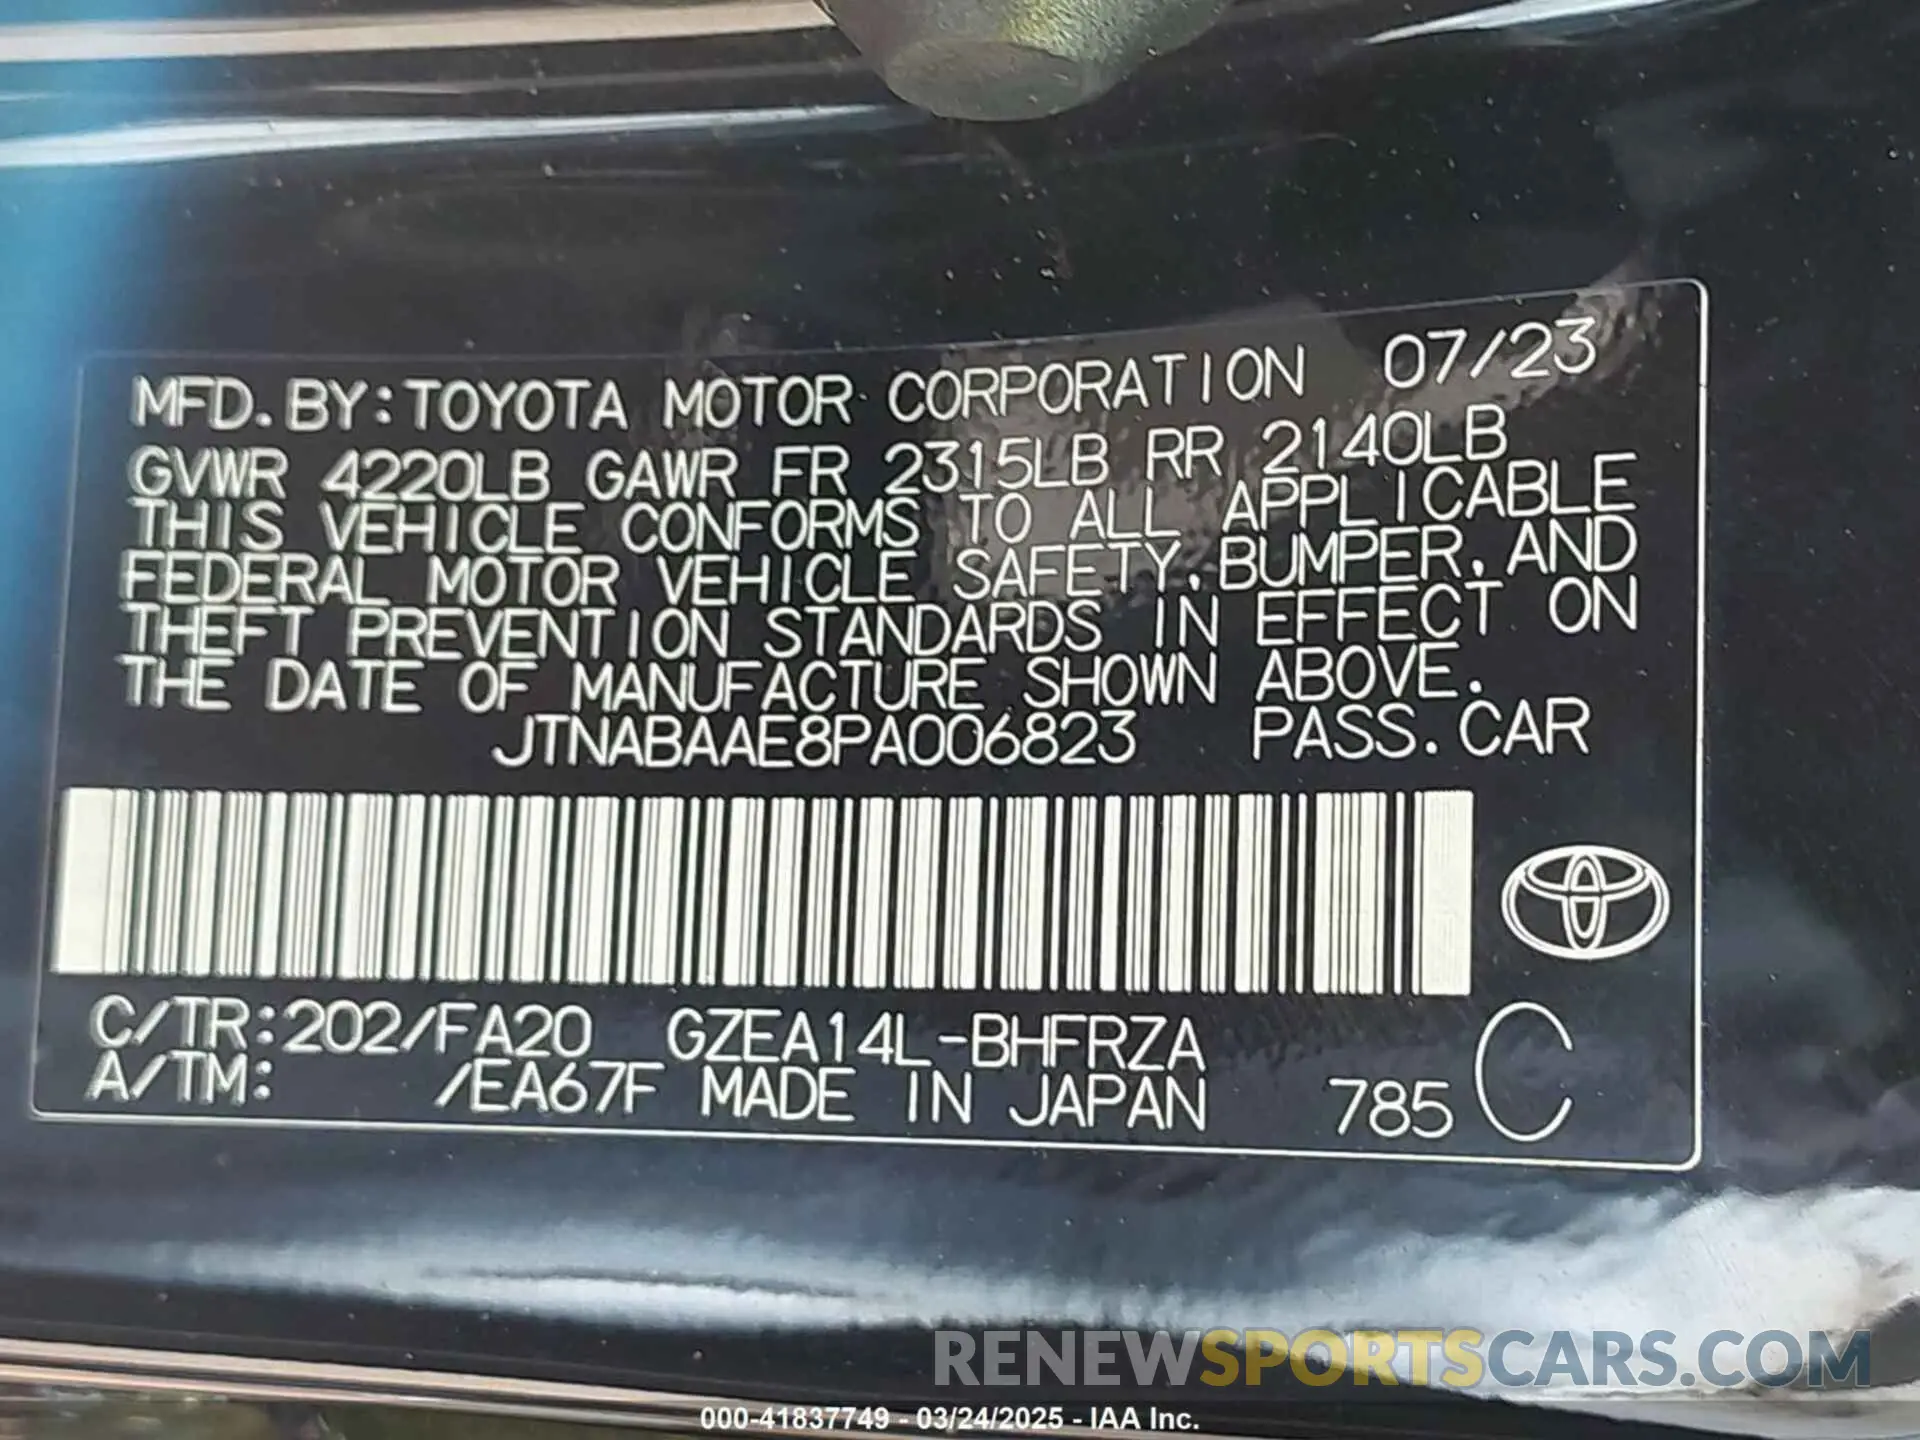 MFD. BY: TOYOTA MOTOR CORPORATION 07/23
GVWR 4220LB GAWR FR 2315LB RR 2140LB
THIS VEHICLE CONFORMS TO ALL APPLICABLE
FEDERAL MOTOR VEHICLE SAFETY, BUMPER, AND
THEFT PREVENTION STANDARDS IN EFFECT ON
THE DATE OF MANUFACTURE SHOWN ABOVE.
JTNABAAE8PA006823 PASS. CAR
C/TR: 202/FA20 GZEA14L-BHFRZA
A/TM: /EA67F MADE IN JAPAN 785 C
RENEWSPORTSCARS.COM
000-41837749 - 03/24/2025 - IAA Inc.